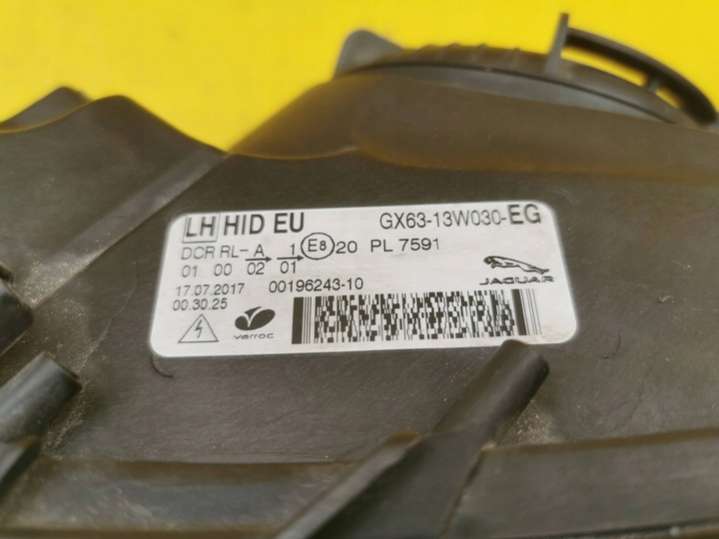 LH HID EU GX63-13W030-EG
DCR RL- A 1 E8 20 PL 7591
01 00 02 01
17.07.2017 00196243-10
00.30.25
varroc JAGUAR